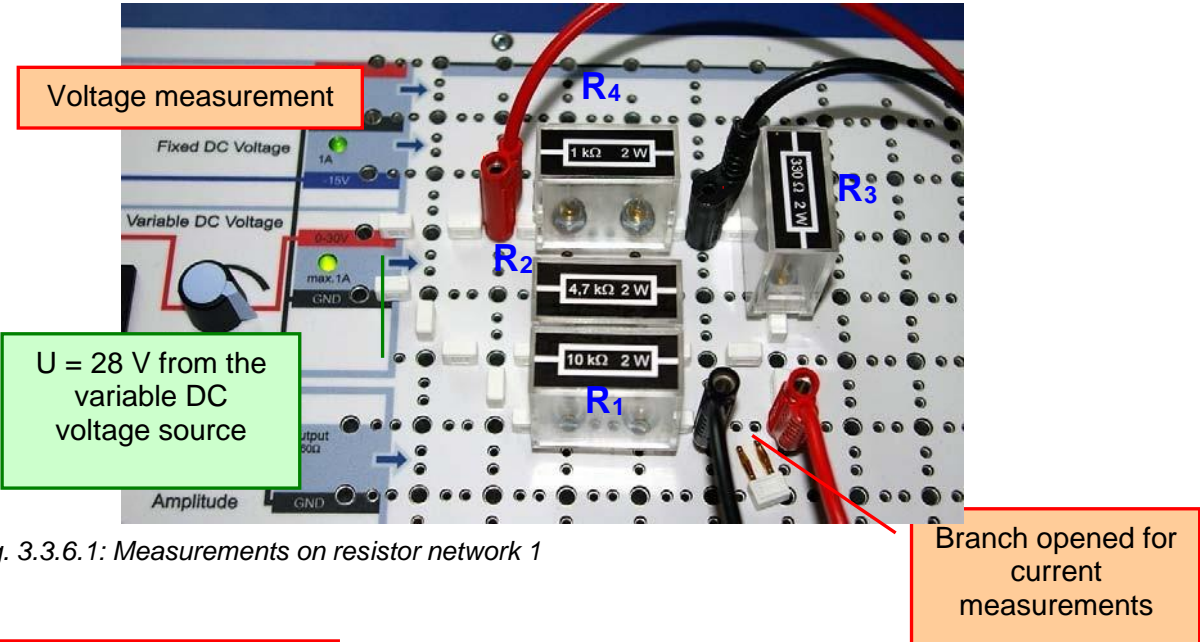 Voltage measurement
R4
Fixed DC Voltage
1A
-15V
1 kΩ 2 W
330 Ω 2 W
R3
Variable DC Voltage
0-30V
max.1A
GND
R2
4,7 kΩ 2 W
10 kΩ 2 W
R1
U = 28 V from the
variable DC
voltage source
Amplitude
GND
Branch opened for
current
measurements
3.3.6.1: Measurements on resistor network 1